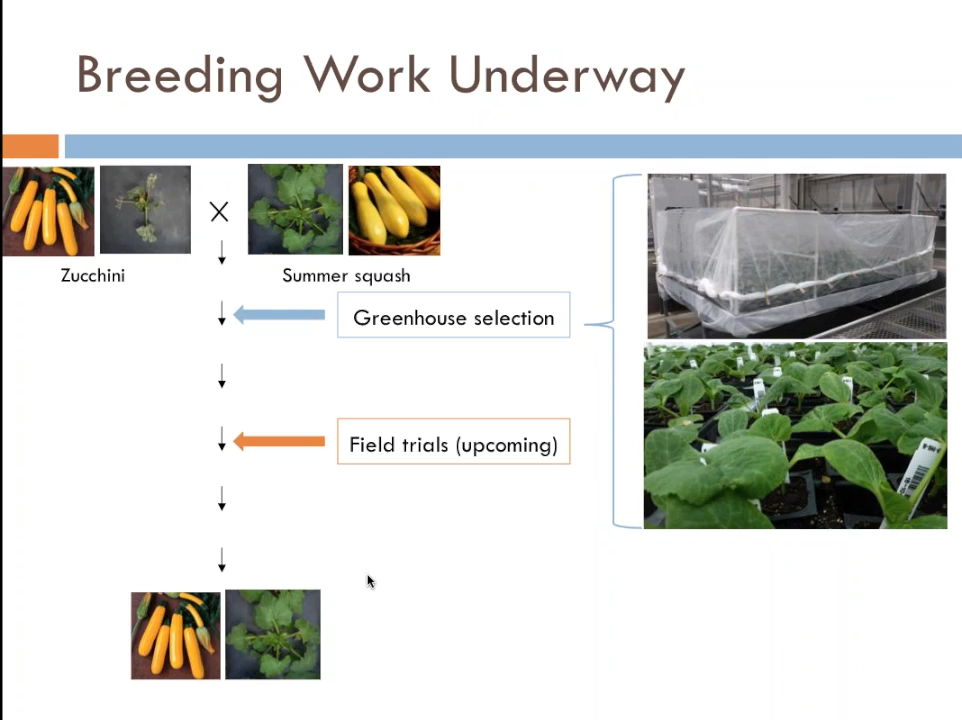 Breeding Work Underway
X
Zucchini
Summer squash
Greenhouse selection
Field trials (upcoming)